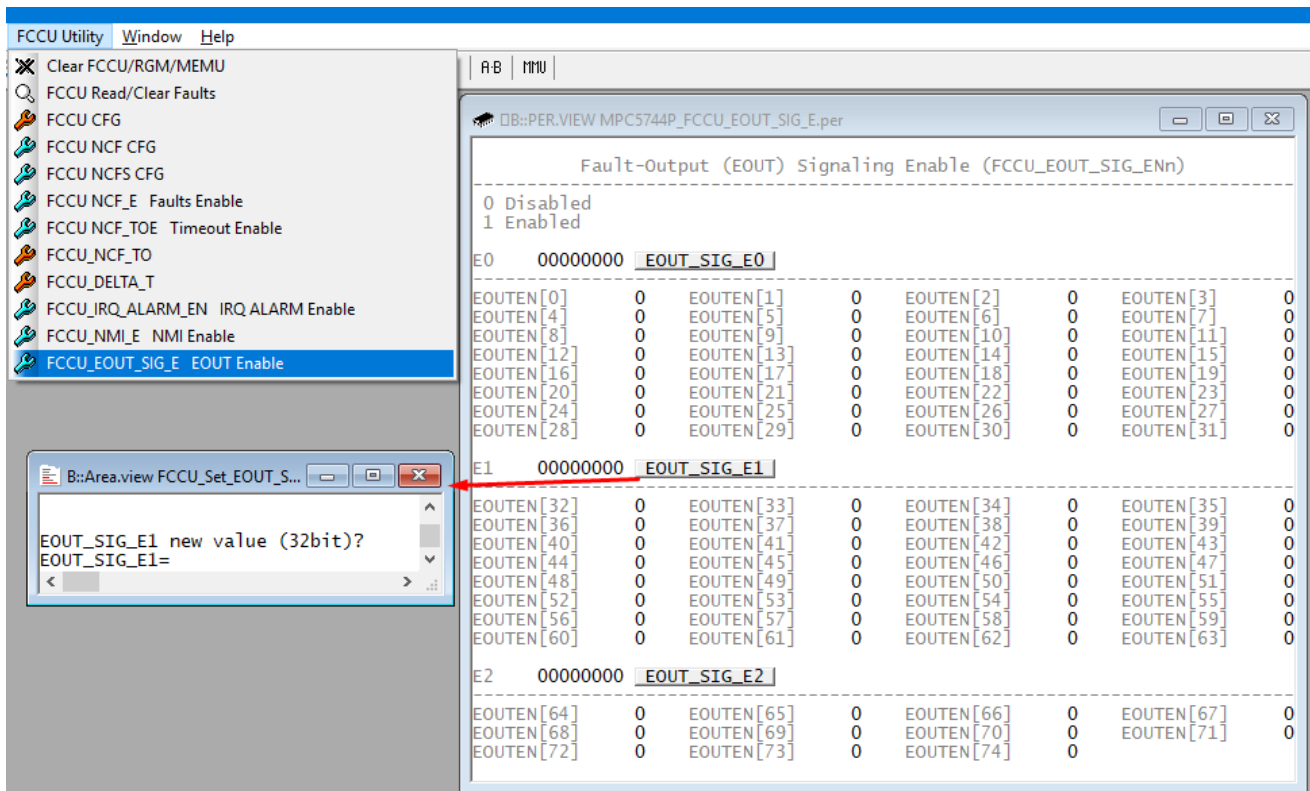 FCCU Utility Window Help
Clear FCCU/RGM/MEMU
FCCU Read/Clear Faults
FCCU CFG
FCCU NCF CFG
FCCU NCFS CFG
FCCU NCF_E Faults Enable
FCCU NCF_TOE Timeout Enable
FCCU_NCF_TO
FCCU_DELTA_T
FCCU_IRQ_ALARM_EN IRQ ALARM Enable
FCCU_NMI_E NMI Enable
FCCU_EOUT_SIG_E EOUT Enable
A·B MMU
B::PER.VIEW MPC5744P_FCCU_EOUT_SIG_E.per
Fault-Output (EOUT) Signaling Enable (FCCU_EOUT_SIG_ENn)
0 Disabled
1 Enabled
E0 00000000 EOUT_SIG_E0
EOUTEN[0] 0 EOUTEN[1] 0 EOUTEN[2] 0 EOUTEN[3] 0
EOUTEN[4] 0 EOUTEN[5] 0 EOUTEN[6] 0 EOUTEN[7] 0
EOUTEN[8] 0 EOUTEN[9] 0 EOUTEN[10] 0 EOUTEN[11] 0
EOUTEN[12] 0 EOUTEN[13] 0 EOUTEN[14] 0 EOUTEN[15] 0
EOUTEN[16] 0 EOUTEN[17] 0 EOUTEN[18] 0 EOUTEN[19] 0
EOUTEN[20] 0 EOUTEN[21] 0 EOUTEN[22] 0 EOUTEN[23] 0
EOUTEN[24] 0 EOUTEN[25] 0 EOUTEN[26] 0 EOUTEN[27] 0
EOUTEN[28] 0 EOUTEN[29] 0 EOUTEN[30] 0 EOUTEN[31] 0
E1 00000000 EOUT_SIG_E1
EOUTEN[32] 0 EOUTEN[33] 0 EOUTEN[34] 0 EOUTEN[35] 0
EOUTEN[36] 0 EOUTEN[37] 0 EOUTEN[38] 0 EOUTEN[39] 0
EOUTEN[40] 0 EOUTEN[41] 0 EOUTEN[42] 0 EOUTEN[43] 0
EOUTEN[44] 0 EOUTEN[45] 0 EOUTEN[46] 0 EOUTEN[47] 0
EOUTEN[48] 0 EOUTEN[49] 0 EOUTEN[50] 0 EOUTEN[51] 0
EOUTEN[52] 0 EOUTEN[53] 0 EOUTEN[54] 0 EOUTEN[55] 0
EOUTEN[56] 0 EOUTEN[57] 0 EOUTEN[58] 0 EOUTEN[59] 0
EOUTEN[60] 0 EOUTEN[61] 0 EOUTEN[62] 0 EOUTEN[63] 0
E2 00000000 EOUT_SIG_E2
EOUTEN[64] 0 EOUTEN[65] 0 EOUTEN[66] 0 EOUTEN[67] 0
EOUTEN[68] 0 EOUTEN[69] 0 EOUTEN[70] 0 EOUTEN[71] 0
EOUTEN[72] 0 EOUTEN[73] 0 EOUTEN[74] 0
B::Area.view FCCU_Set_EOUT_S...
EOUT_SIG_E1 new value (32bit)?
EOUT_SIG_E1=